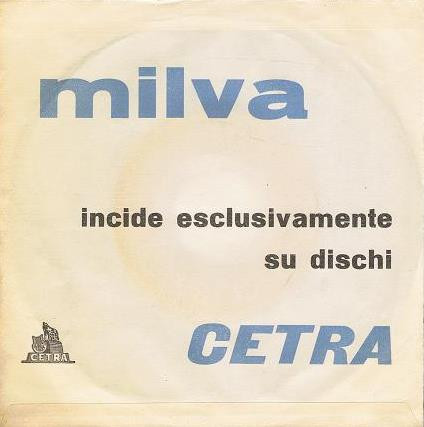 milva
incide esclusivamente
su dischi
CETRA
CETRA